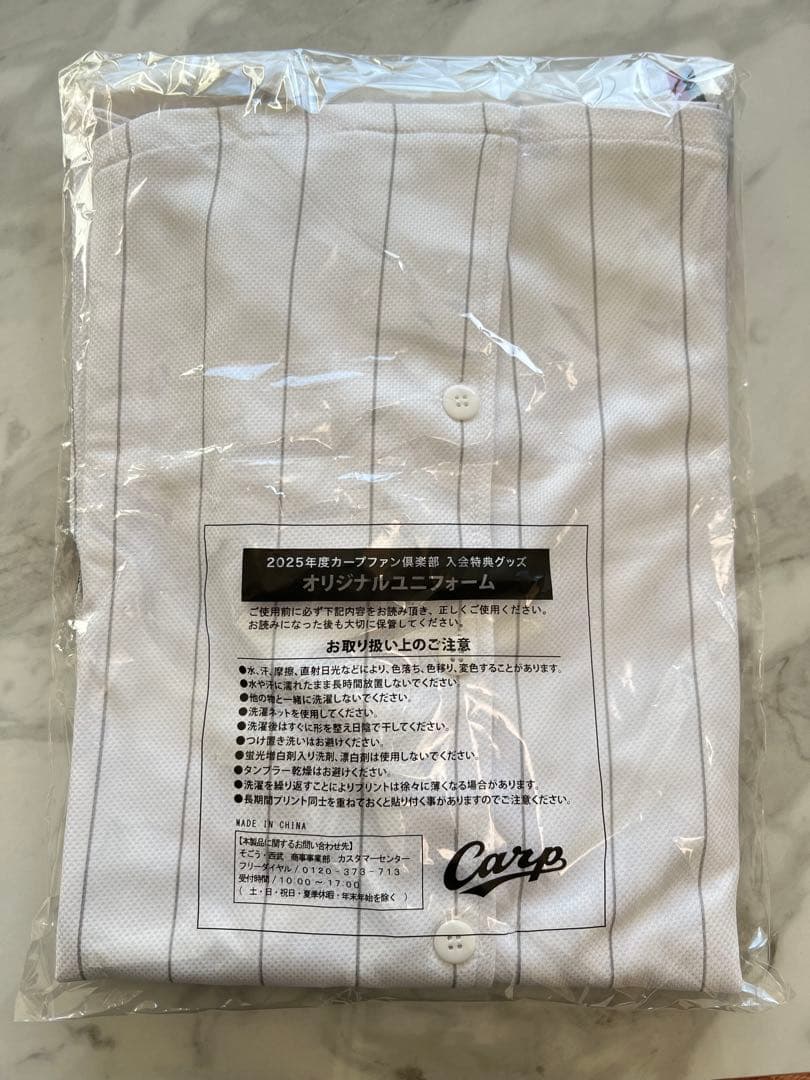 2025年度カープファン倶楽部 入会特典グッズ
オリジナルユニフォーム
ご使用前に必ず下記内容をお読み頂き、正しくご使用ください。
お読みになった後も大切に保管してください。
お取り扱い上のご注意
●水、汗、摩擦、直射日光などにより、色落ち、色移り、変色することがあります。
●水や汗に濡れたまま長時間放置しないでください。
●他の物と一緒に洗濯しないでください。
●洗濯ネットを使用してください。
●洗濯後はすぐに形を整え日陰で干してください。
●つけ置き洗いはお避けください。
●蛍光増白剤入り洗剤、漂白剤は使用しないでください。
●タンブラー乾燥はお避けください。
●洗濯を繰り返すことによりプリントは徐々に薄くなる場合があります。
●長期間プリント同士を重ねておくと貼り付く事がありますのでご注意ください。
MADE IN CHINA
【本製品に関するお問い合わせ先】
そごう・西武 商事事業部 カスタマーセンター
フリーダイヤル/0120-373-713
受付時間/10:00～17:00
( 土・日・祝日・夏季休暇・年末年始を除く )
Carp